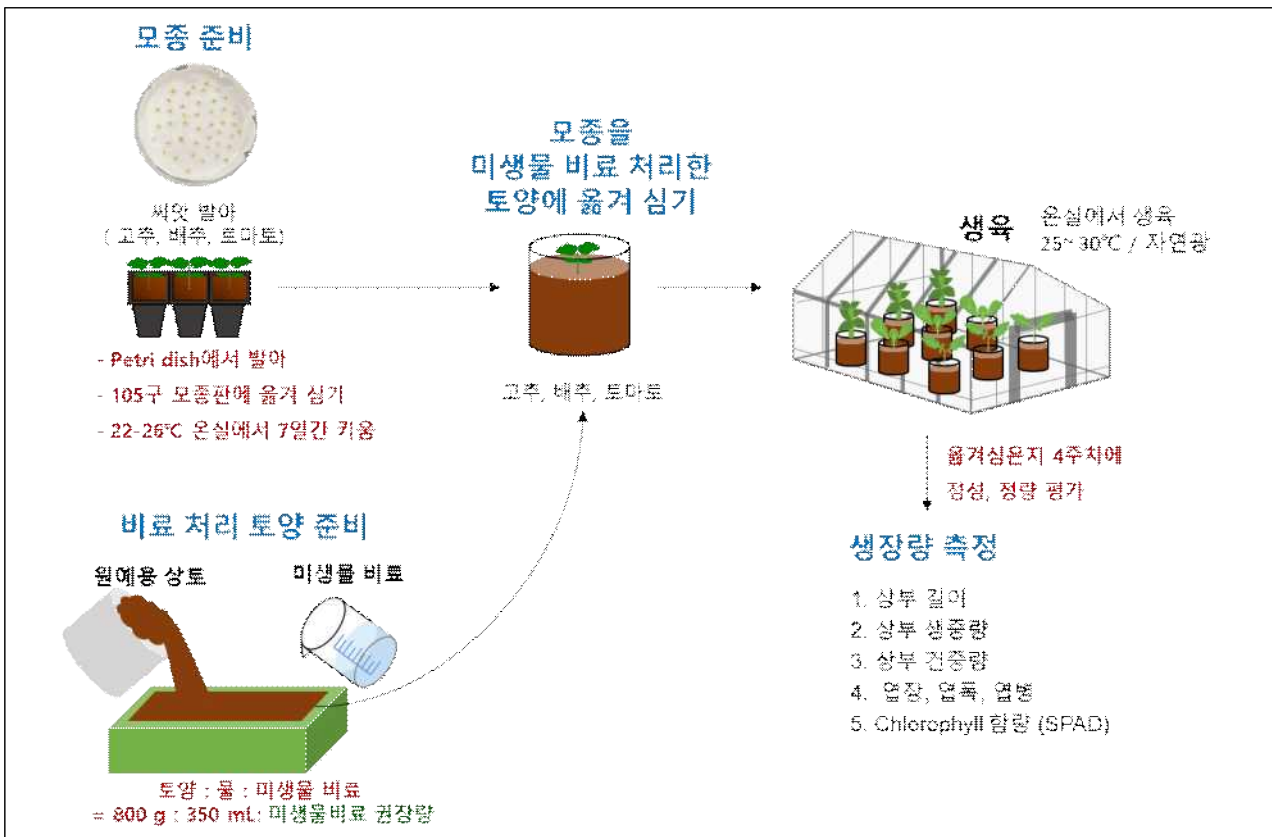 모종 준비
씨앗 발아
( 고추, 배추, 토마토)
- Petri dish에서 발아
- 105구 모종판에 옮겨 심기
- 22-26℃ 온실에서 7일간 키움
비료 처리 토양 준비
원예용 상토
미생물 비료
토양 : 물 : 미생물 비료
= 800 g : 350 mL: 미생물비료 권장량
모종을
미생물 비료 처리한
토양에 옮겨 심기
고추, 배추, 토마토
생육
온실에서 생육
25~ 30℃ / 자연광
옮겨심은지 4주차에
정성, 정량 평가
생장량 측정
1. 상부 길이
2. 상부 생중량
3. 상부 건중량
4. 엽장, 엽폭, 엽병
5. Chlorophyll 함량 (SPAD)